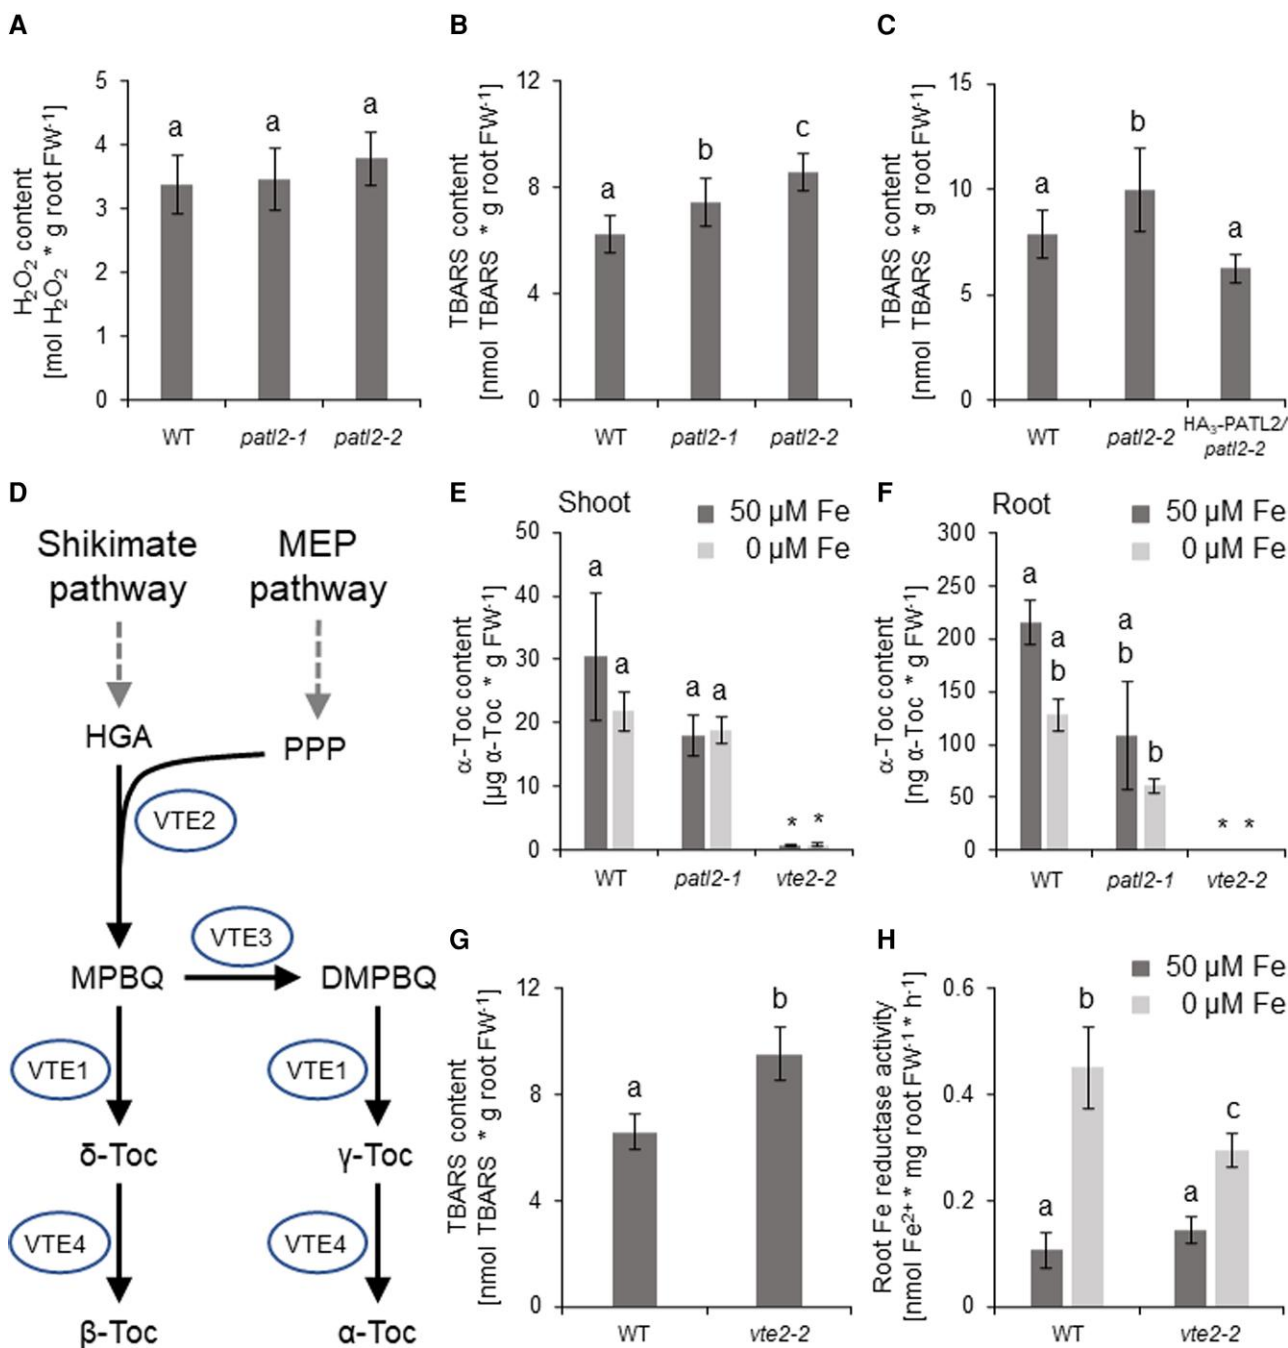 A
H₂O₂ content
[mol H₂O₂ * g root FW⁻¹]
5
4
3
2
1
0
a
a
a
WT
patl2-1
patl2-2
B
TBARS content
[nmol TBARS * g root FW⁻¹]
12
8
4
0
a
b
c
WT
patl2-1
patl2-2
C
TBARS content
[nmol TBARS * g root FW⁻¹]
15
10
5
0
a
b
a
WT
patl2-2
HA₃-PATL2/
patl2-2
D
Shikimate
pathway
MEP
pathway
HGA
PPP
VTE2
VTE3
MPBQ
DMPBQ
VTE1
VTE1
δ-Toc
γ-Toc
VTE4
VTE4
β-Toc
α-Toc
E
Shoot
50 µM Fe
0 µM Fe
α-Toc content
[µg α-Toc * g FW⁻¹]
50
40
30
20
10
0
a
a
a
a
*
*
WT
patl2-1
vte2-2
F
Root
50 µM Fe
0 µM Fe
α-Toc content
[ng α-Toc * g FW⁻¹]
300
250
200
150
100
50
0
a
a
b
a
b
b
*
*
WT
patl2-1
vte2-2
G
TBARS content
[nmol TBARS * g root FW⁻¹]
12
8
4
0
a
b
WT
vte2-2
H
50 µM Fe
0 µM Fe
Root Fe reductase activity
[nmol Fe²⁺ * mg root FW⁻¹ * h⁻¹]
0.6
0.4
0.2
0
a
b
a
c
WT
vte2-2